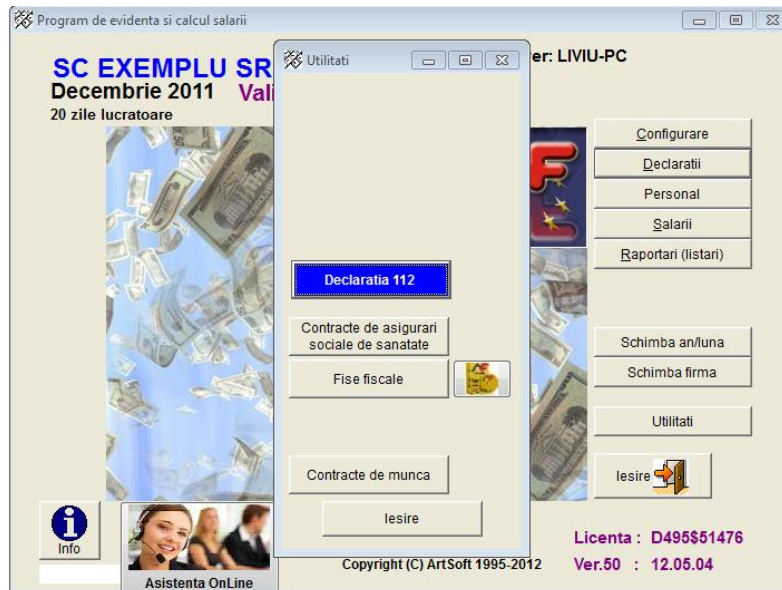 Program de evidenta si calcul salarii
SC EXEMPLU SR
er: LIVIU-PC
Decembrie 2011 Vali
20 zile lucratoare
Utilitati
Declaratia 112
Contracte de asigurari
sociale de sanatate
Fise fiscale
Contracte de munca
Iesire
Configurare
Declaratii
Personal
Salarii
Raportari (listari)
Schimba an/luna
Schimba firma
Utilitati
Iesire
Info
Asistenta OnLine
Copyright (C) ArtSoft 1995-2012
Licenta : D495$51476
Ver.50 : 12.05.04